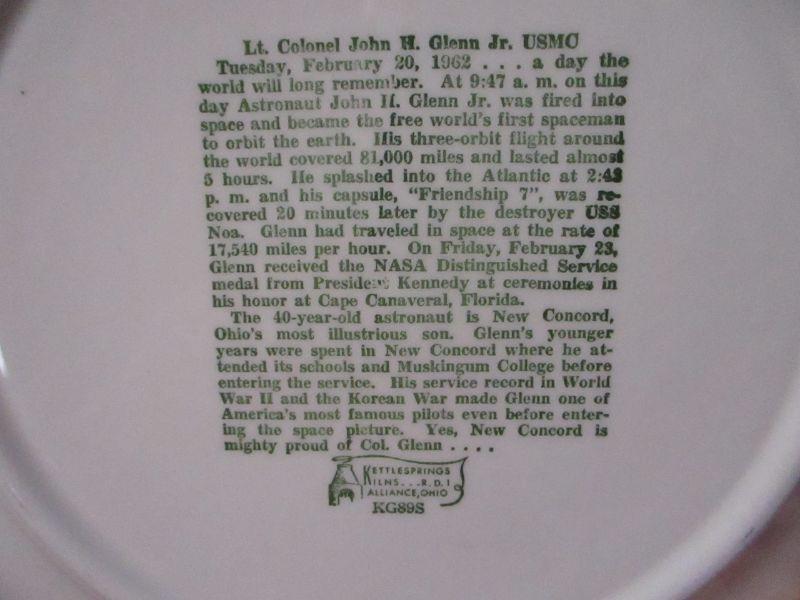 Lt. Colonel John H. Glenn Jr. USMC
Tuesday, February 20, 1962 . . . a day the
world will long remember. At 9:47 a. m. on this
day Astronaut John H. Glenn Jr. was fired into
space and became the free world's first spaceman
to orbit the earth. His three-orbit flight around
the world covered 81,000 miles and lasted almost
5 hours. He splashed into the Atlantic at 2:43
p. m. and his capsule, "Friendship 7", was re-
covered 20 minutes later by the destroyer USS
Noa. Glenn had traveled in space at the rate of
17,540 miles per hour. On Friday, February 23,
Glenn received the NASA Distinguished Service
medal from President Kennedy at ceremonies in
his honor at Cape Canaveral, Florida.
The 40-year-old astronaut is New Concord,
Ohio's most illustrious son. Glenn's younger
years were spent in New Concord where he at-
tended its schools and Muskingum College before
entering the service. His service record in World
War II and the Korean War made Glenn one of
America's most famous pilots even before enter-
ing the space picture. Yes, New Concord is
mighty proud of Col. Glenn . . . .
KETTLESPRINGS
KILNS...R.D.1
ALLIANCE, OHIO
KG89S